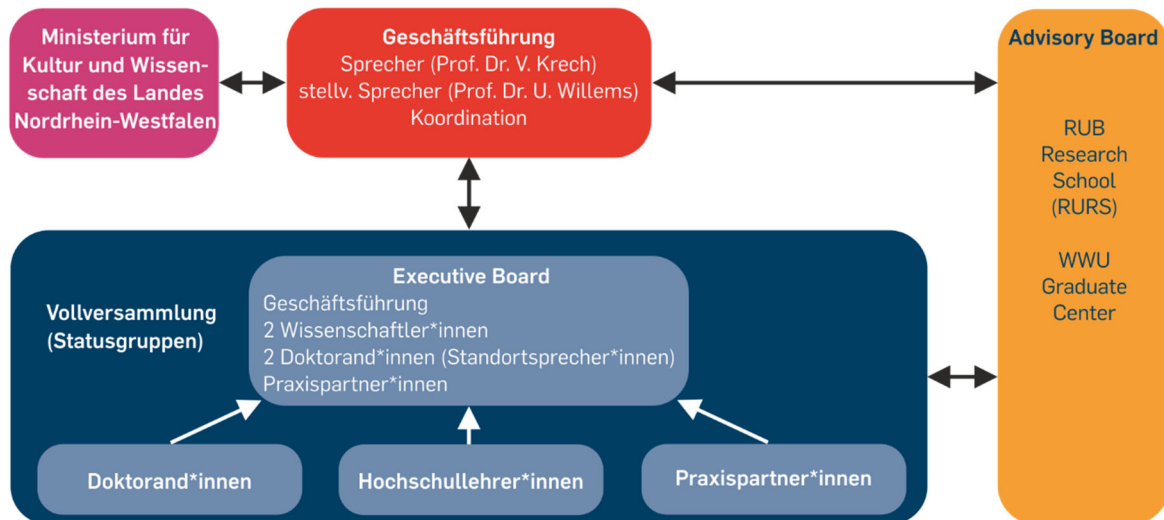 Ministerium für
Kultur und Wissen-
schaft des Landes
Nordrhein-Westfalen
Geschäftsführung
Sprecher (Prof. Dr. V. Krech)
stellv. Sprecher (Prof. Dr. U. Willems)
Koordination
Advisory Board
RUB
Research
School
(RURS)
WWU
Graduate
Center
Vollversammlung
(Statusgruppen)
Executive Board
Geschäftsführung
2 Wissenschaftler*innen
2 Doktorand*innen (Standortsprecher*innen)
Praxispartner*innen
Doktorand*innen
Hochschullehrer*innen
Praxispartner*innen